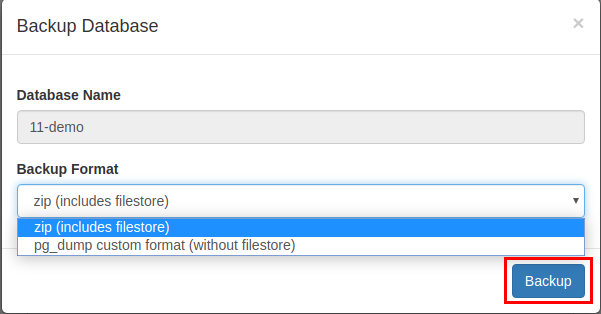 Backup Database
×
Database Name
11-demo
Backup Format
zip (includes filestore)
zip (includes filestore)
pg_dump custom format (without filestore)
Backup